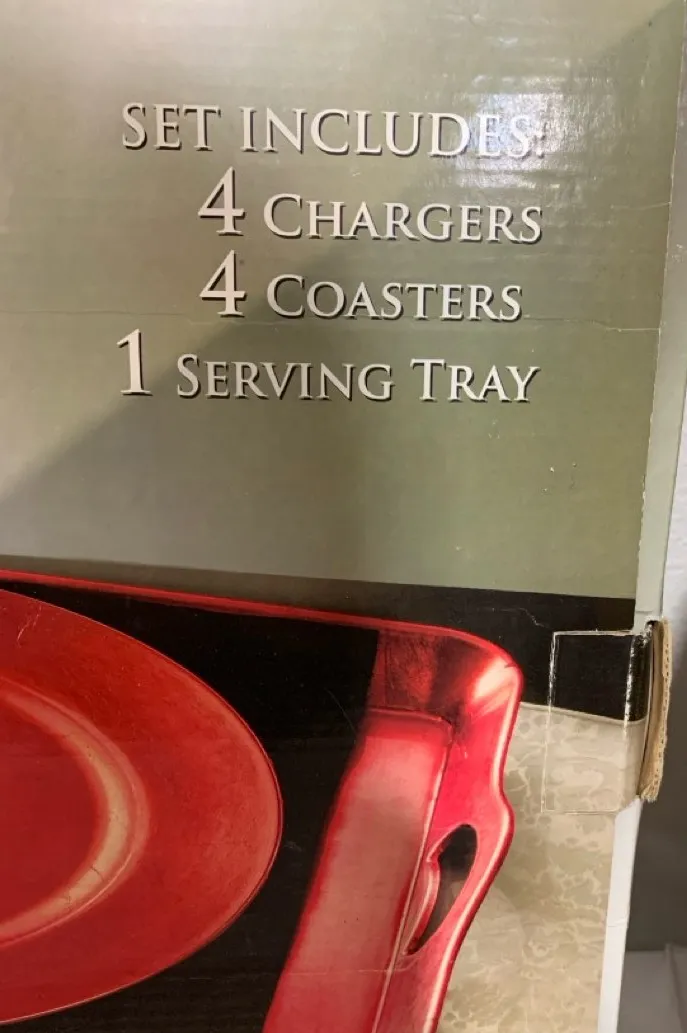 SET INCLUDES:
4 CHARGERS
4 COASTERS
1 SERVING TRAY